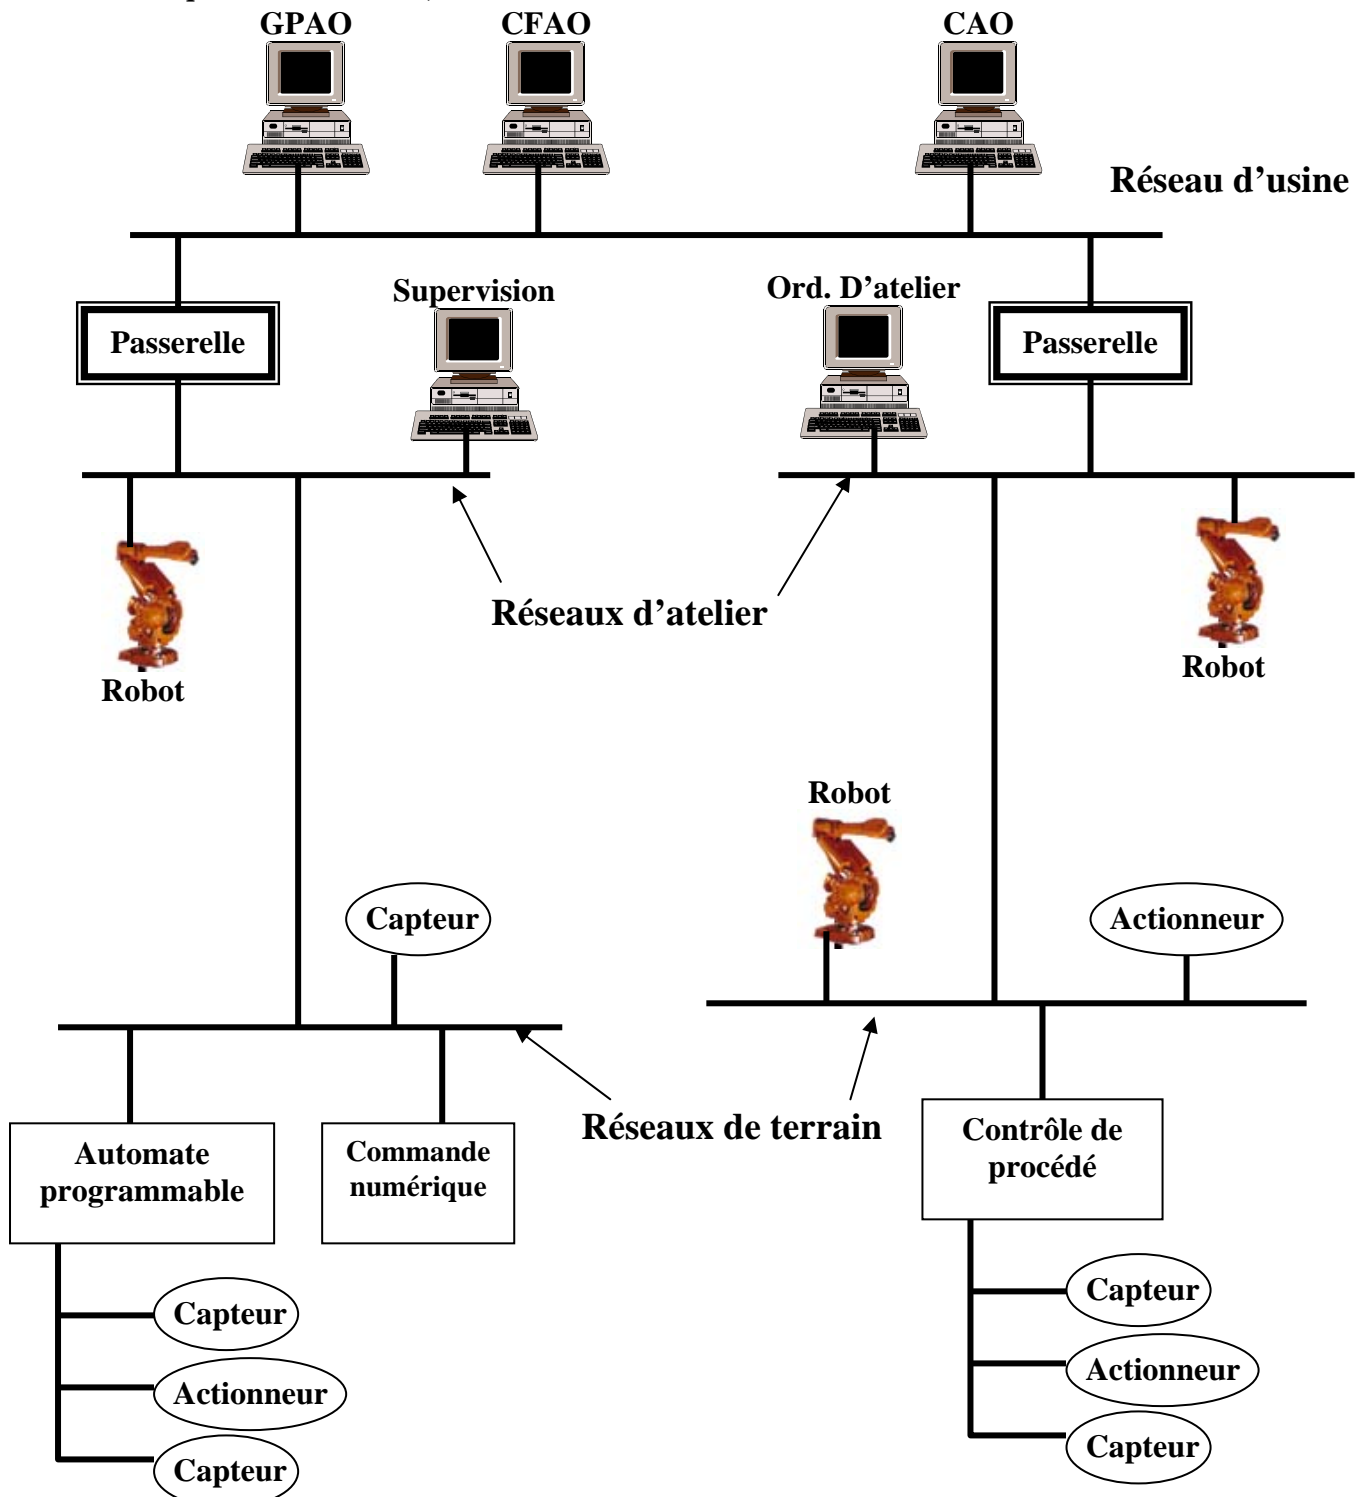 GPAO
CFAO
CAO
Réseau d’usine
Supervision
Ord. D’atelier
Passerelle
Passerelle
Réseaux d’atelier
Robot
Robot
Robot
Capteur
Actionneur
Réseaux de terrain
Automate
programmable
Commande
numérique
Contrôle de
procédé
Capteur
Actionneur
Capteur
Capteur
Actionneur
Capteur